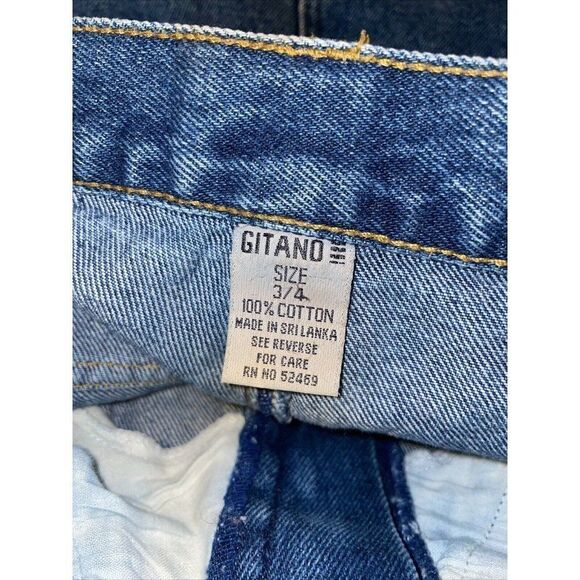 GITANO
SIZE
3/4
100% COTTON
MADE IN SRI LANKA
SEE REVERSE
FOR CARE
RN NO 52469